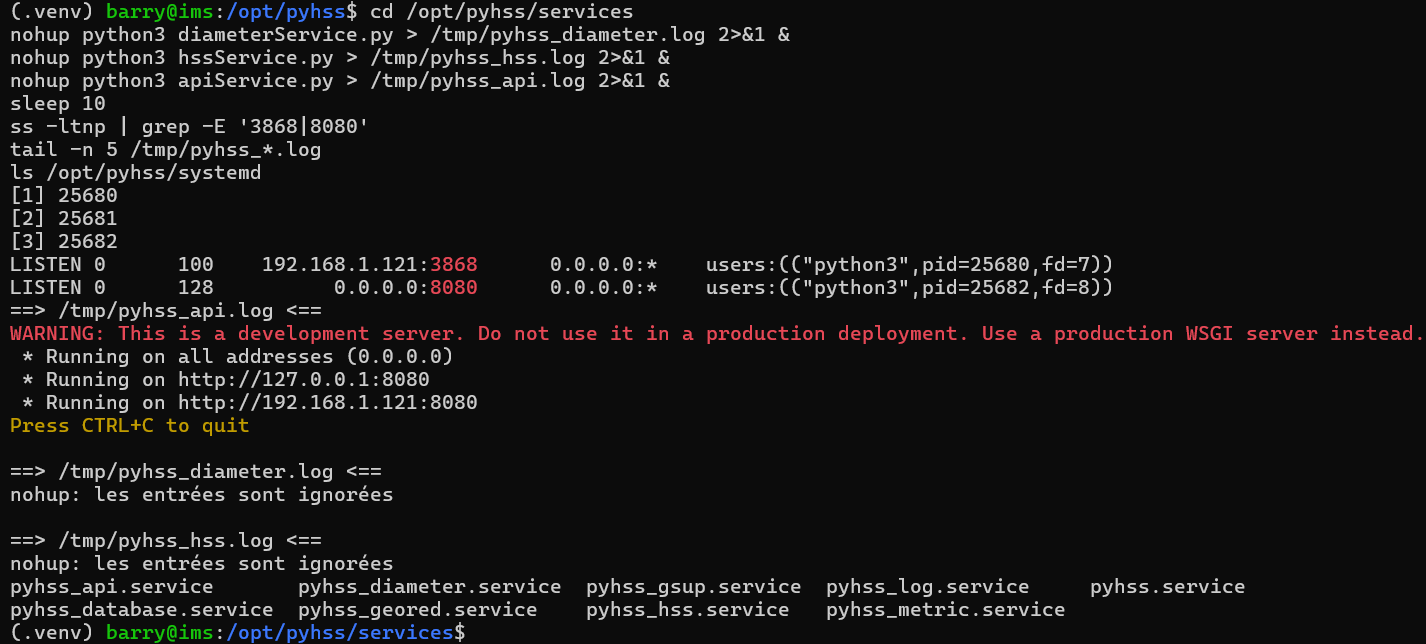 (.venv) barry@ims:/opt/pyhss$ cd /opt/pyhss/services
nohup python3 diameterService.py > /tmp/pyhss_diameter.log 2>&1 &
nohup python3 hssService.py > /tmp/pyhss_hss.log 2>&1 &
nohup python3 apiService.py > /tmp/pyhss_api.log 2>&1 &
sleep 10
ss -ltnp | grep -E '3868|8080'
tail -n 5 /tmp/pyhss_*.log
ls /opt/pyhss/systemd
[1] 25680
[2] 25681
[3] 25682
LISTEN 0      100    192.168.1.121:3868      0.0.0.0:*    users:(("python3",pid=25680,fd=7))
LISTEN 0      128          0.0.0.0:8080      0.0.0.0:*    users:(("python3",pid=25682,fd=8))
==> /tmp/pyhss_api.log <==
WARNING: This is a development server. Do not use it in a production deployment. Use a production WSGI server instead.
 * Running on all addresses (0.0.0.0)
 * Running on http://127.0.0.1:8080
 * Running on http://192.168.1.121:8080
Press CTRL+C to quit

==> /tmp/pyhss_diameter.log <==
nohup: les entrées sont ignorées

==> /tmp/pyhss_hss.log <==
nohup: les entrées sont ignorées
pyhss_api.service       pyhss_diameter.service  pyhss_gsup.service  pyhss_log.service     pyhss.service
pyhss_database.service  pyhss_geored.service    pyhss_hss.service   pyhss_metric.service
(.venv) barry@ims:/opt/pyhss/services$